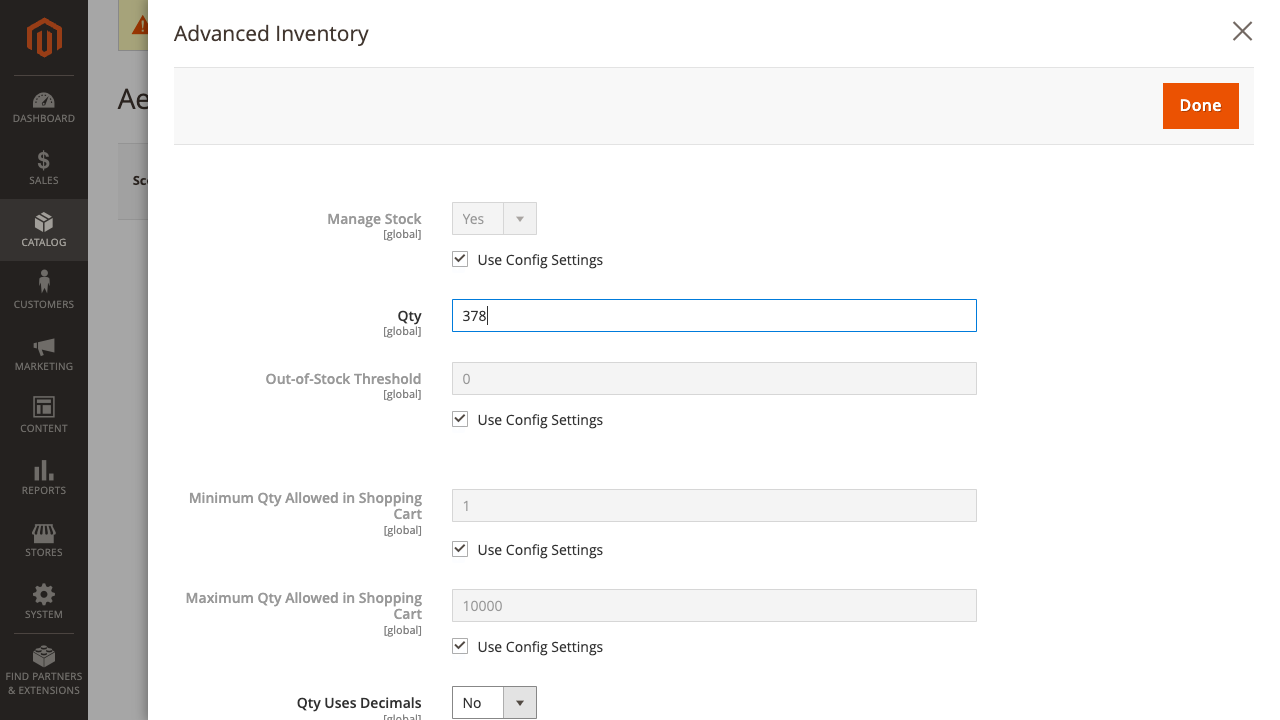 Advanced Inventory
Done
DASHBOARD
SALES
CATALOG
CUSTOMERS
MARKETING
CONTENT
REPORTS
STORES
SYSTEM
FIND PARTNERS
& EXTENSIONS
Manage Stock
[global]
Yes
Use Config Settings
Qty
[global]
378
Out-of-Stock Threshold
[global]
0
Use Config Settings
Minimum Qty Allowed in Shopping
Cart
[global]
1
Use Config Settings
Maximum Qty Allowed in Shopping
Cart
[global]
10000
Use Config Settings
Qty Uses Decimals
[global]
No